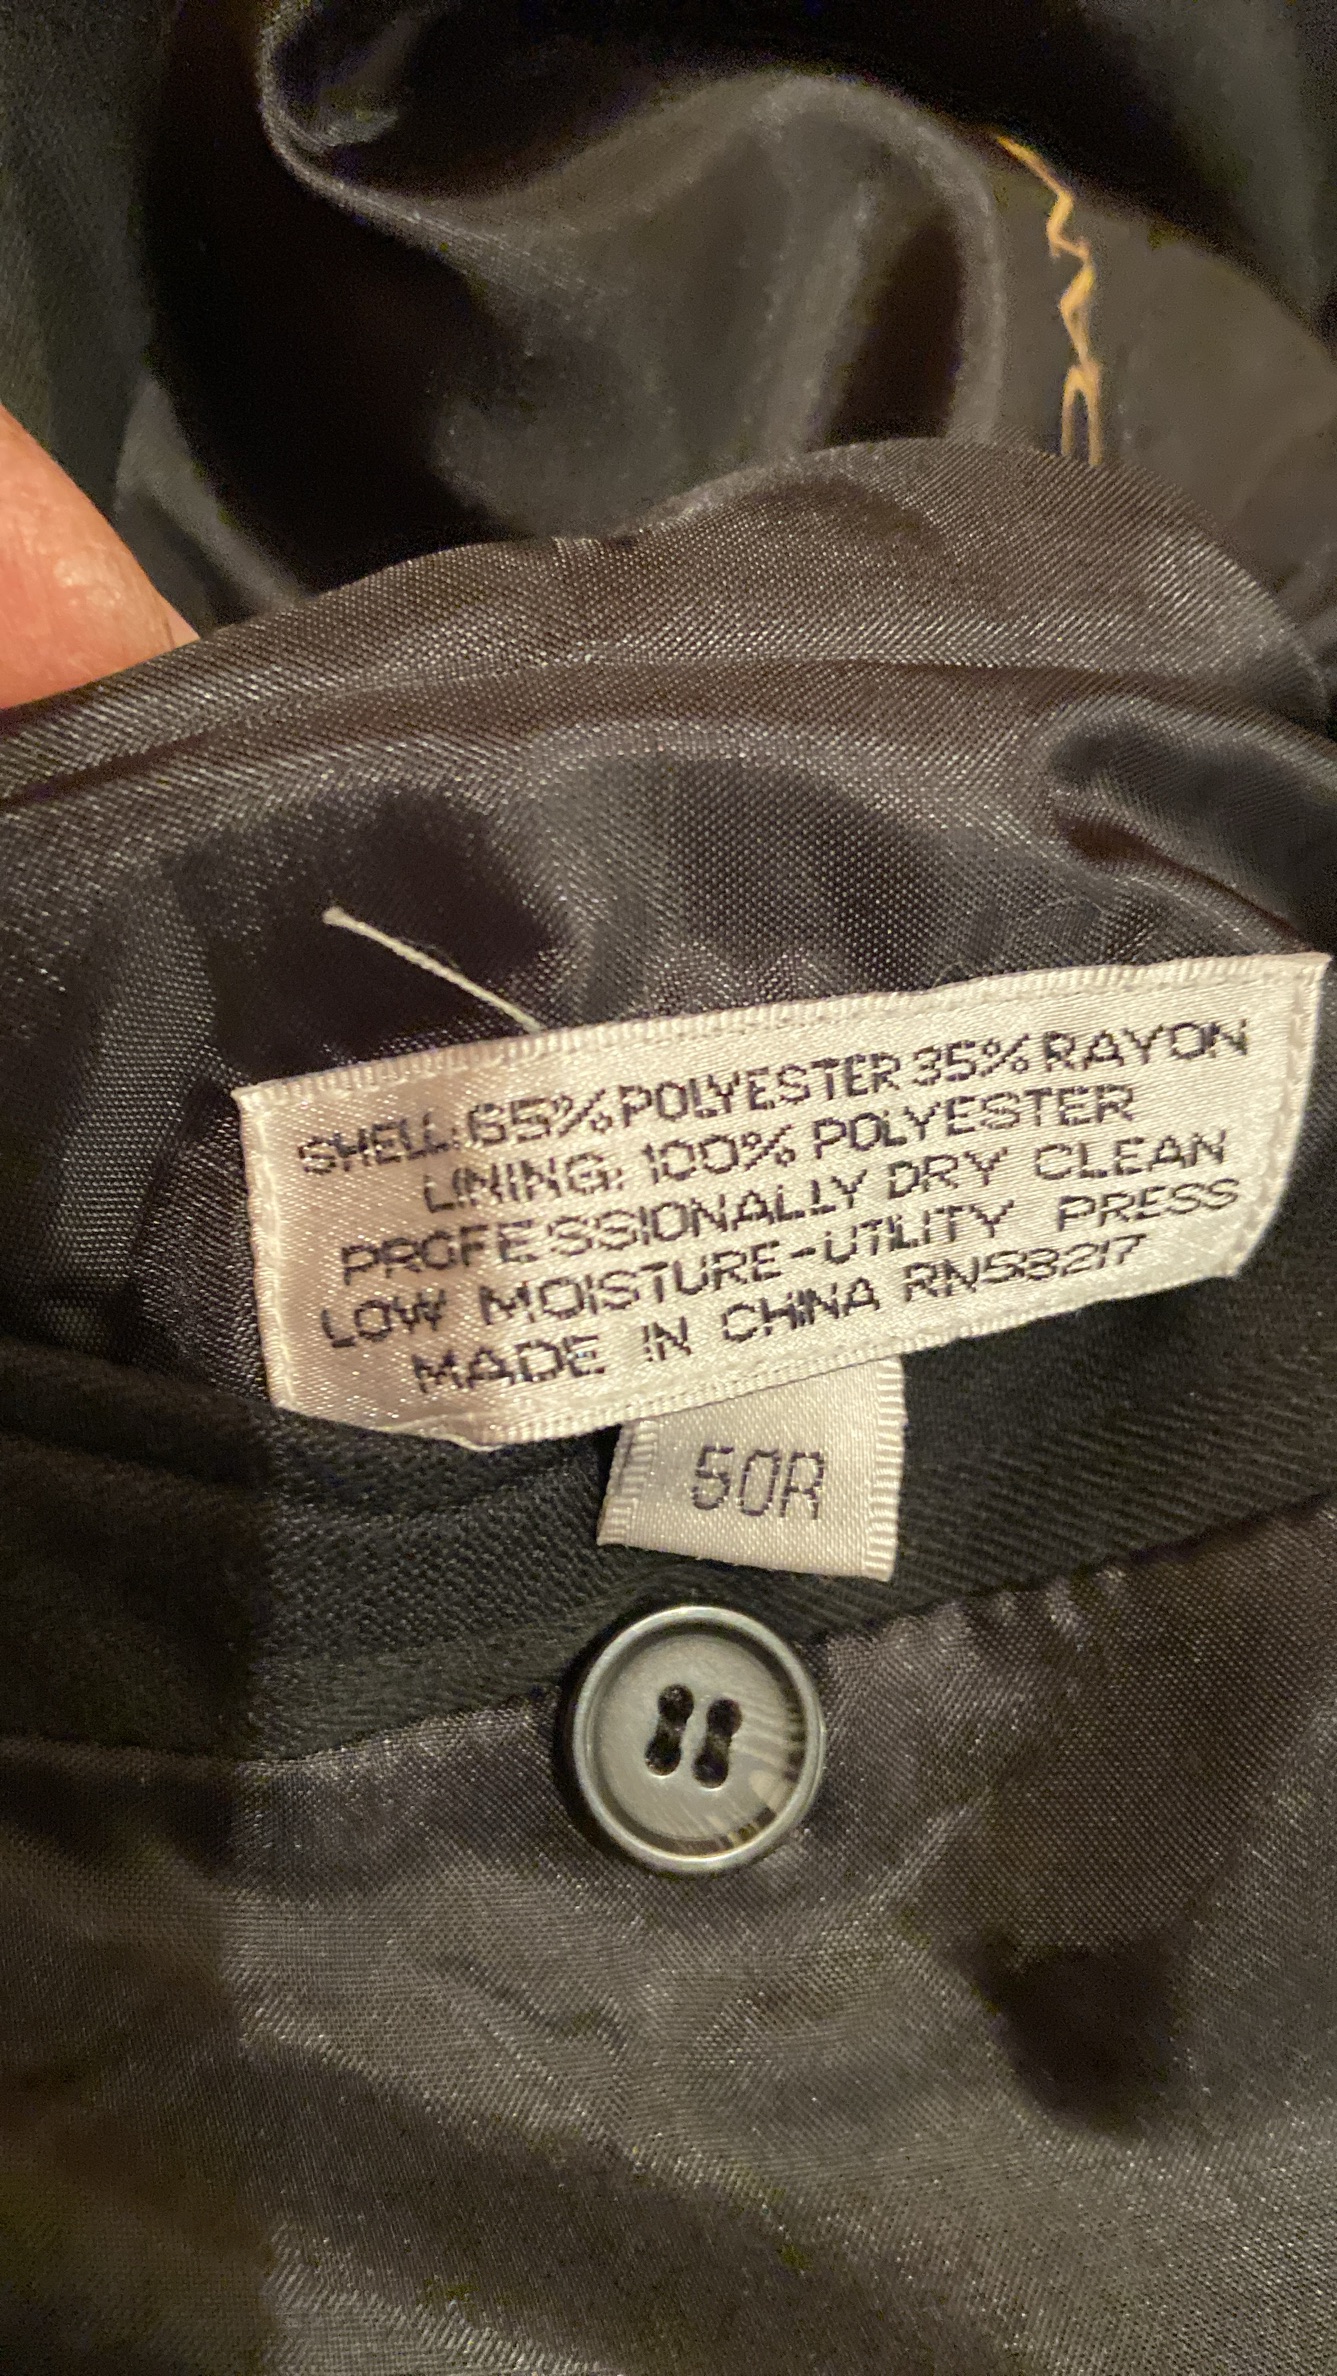 SHELL: 65% POLYESTER 35% RAYON
LINING: 100% POLYESTER
PROFESSIONALLY DRY CLEAN
LOW MOISTURE-UTILITY PRESS
MADE IN CHINA RN58217
50R